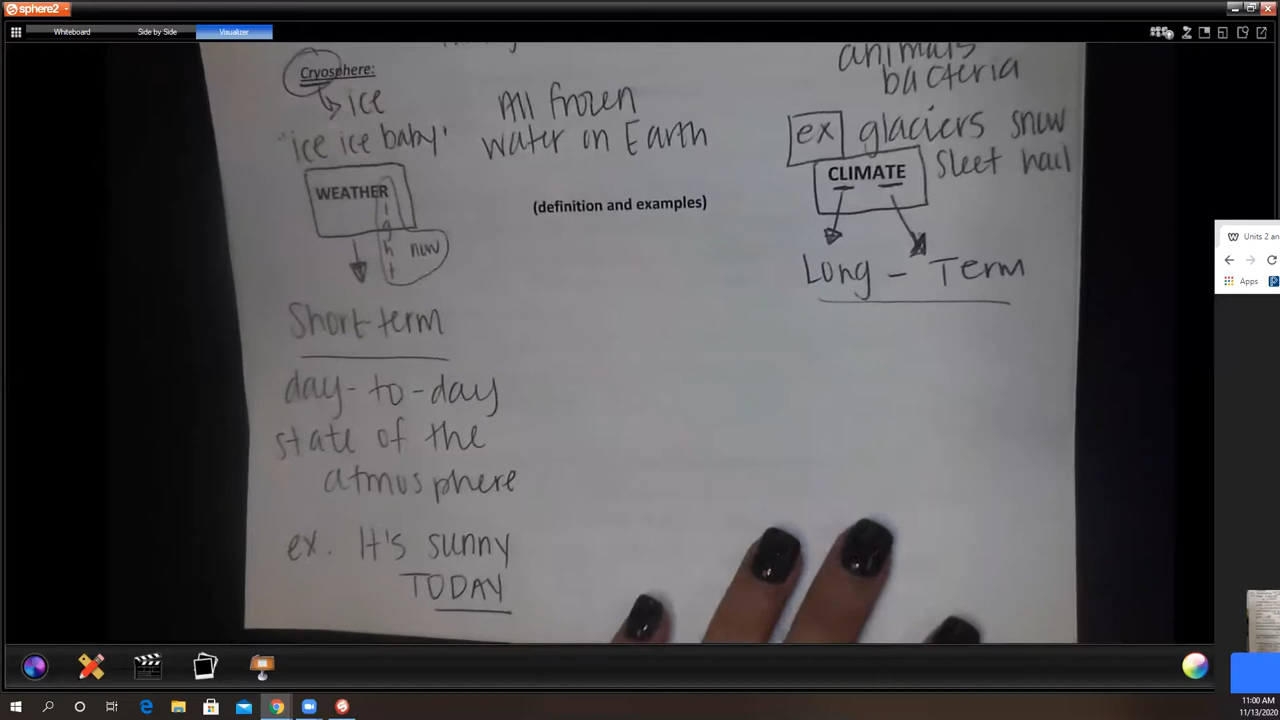 sphere2
Whiteboard
Side by Side
Visualizer
animals
bacteria
Cryosphere:
ice
"ice ice baby"
All frozen
water on Earth
ex glaciers snow
sleet hail
WEATHER
ight
now
(definition and examples)
CLIMATE
Long - Term
Short-term
day-to-day
state of the
atmosphere
ex. It's sunny
TODAY
Units 2 an
Apps
11:00 AM
11/13/2020